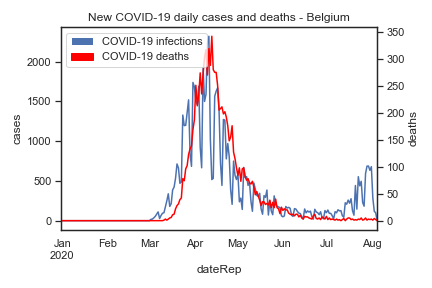 New COVID-19 daily cases and deaths - Belgium
COVID-19 infections
COVID-19 deaths
2000
1500
1000
500
0
cases
350
300
250
200
150
100
50
0
deaths
Jan Feb Mar Apr May Jun Jul Aug
2020
dateRep